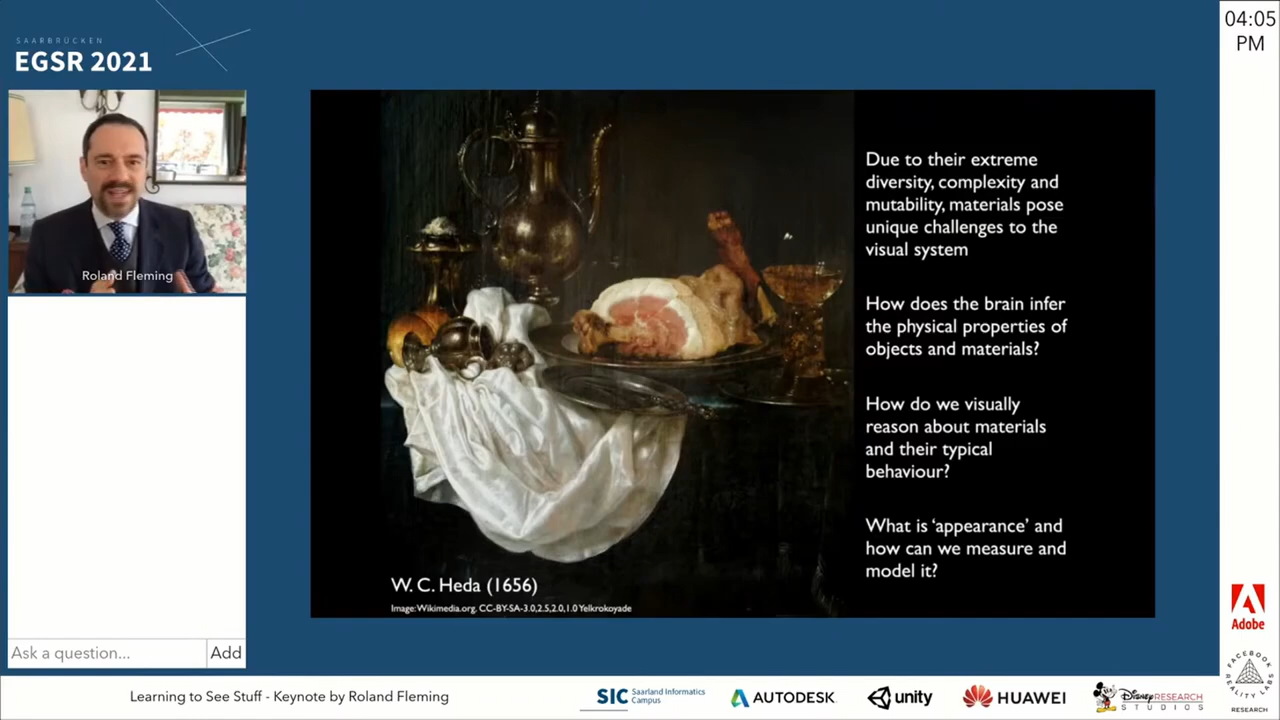 SAARBRÜCKEN
EGSR 2021
04:05
PM
Roland Fleming
Due to their extreme
diversity, complexity and
mutability, materials pose
unique challenges to the
visual system
How does the brain infer
the physical properties of
objects and materials?
How do we visually
reason about materials
and their typical
behaviour?
What is ‘appearance’ and
how can we measure and
model it?
W. C. Heda (1656)
Image: Wikimedia.org. CC-BY-SA-3.0,2.5,2.0,1.0 Yelkrokoyade
Ask a question...
Add
Adobe
FACEBOOK
REALITY LABS
RESEARCH
Learning to See Stuff - Keynote by Roland Fleming
SIC Saarland Informatics
Campus
AUTODESK
unity
HUAWEI
Disney RESEARCH
STUDIOS